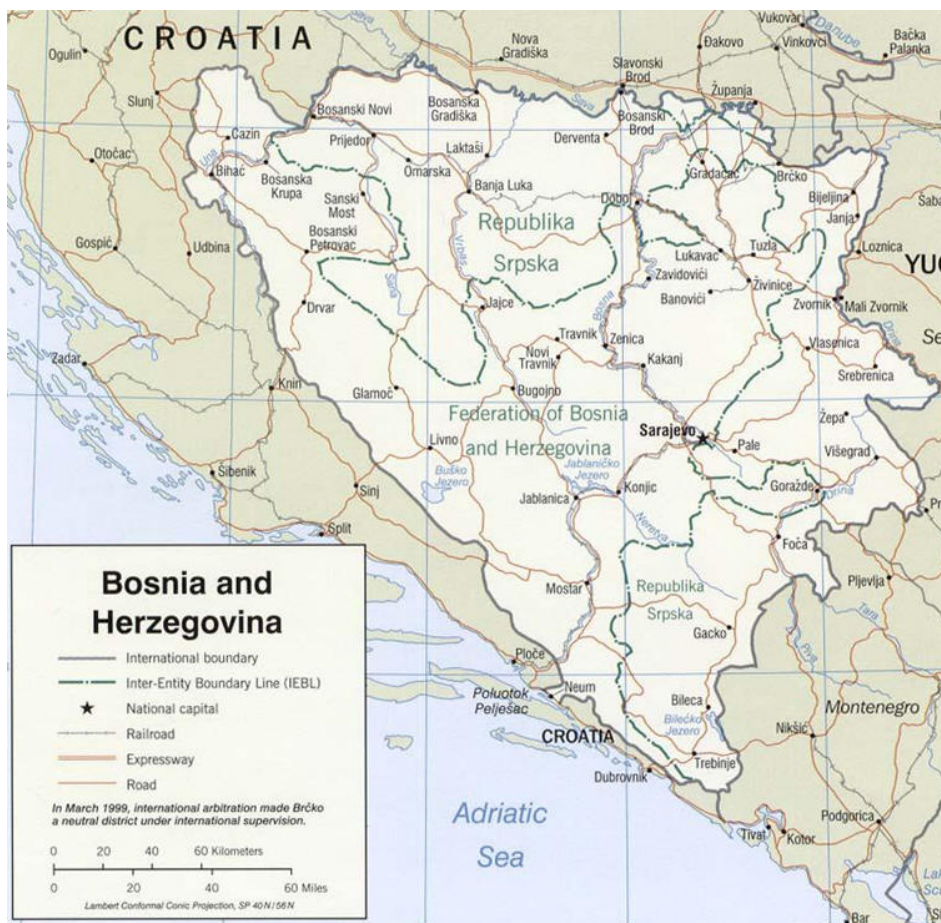 CROATIA
Ogulin
Slunj
Otočac
Gospić
Udbina
Zadar
Knin
Šibenik
Sinj
Split
Nova
Gradiška
Đakovo
Vukovar
Vinkovci
Danube
Bačka
Palanka
Slavonski
Brod
Županja
Sava
Bosanski Novi
Bosanska
Gradiška
Bosanski
Brod
Derventa
Cazin
Una
Bihać
Bosanska
Krupa
Prijedor
Omarska
Laktaši
Banja Luka
Sanski
Most
Bosanski
Petrovac
Sana
Vrbas
Republika
Srpska
Doboj
Gradačac
Brčko
Bijeljina
Janja
Loznica
Lukavac
Tuzla
Živinice
Banovići
Zavidovići
Bosna
Zvornik
Mali Zvornik
Drina
Drvar
Jajce
Travnik
Novi
Travnik
Zenica
Kakanj
Vlasenica
Srebrenica
Glamoč
Bugojno
Federation of Bosnia
and Herzegovina
Livno
Buško
Jezero
Sarajevo
Pale
Žepa
Višegrad
Jablaničko
Jezero
Jablanica
Konjic
Goražde
Drina
Neretva
Foča
Mostar
Republika
Srpska
Gacko
Pljevlja
Tara
Piva
Ploče
Neum
Poluotok
Pelješac
CROATIA
Bileca
Bilećko
Jezero
Trebinje
Dubrovnik
Nikšić
Montenegro
Podgorica
Tivat
Kotor
Bar
Adriatic
Sea
Bosnia and
Herzegovina
International boundary
Inter-Entity Boundary Line (IEBL)
National capital
Railroad
Expressway
Road
In March 1999, international arbitration made Brčko
a neutral district under international supervision.
0 20 40 60 Kilometers
0 20 40 60 Miles
Lambert Conformal Conic Projection, SP 40N/56N